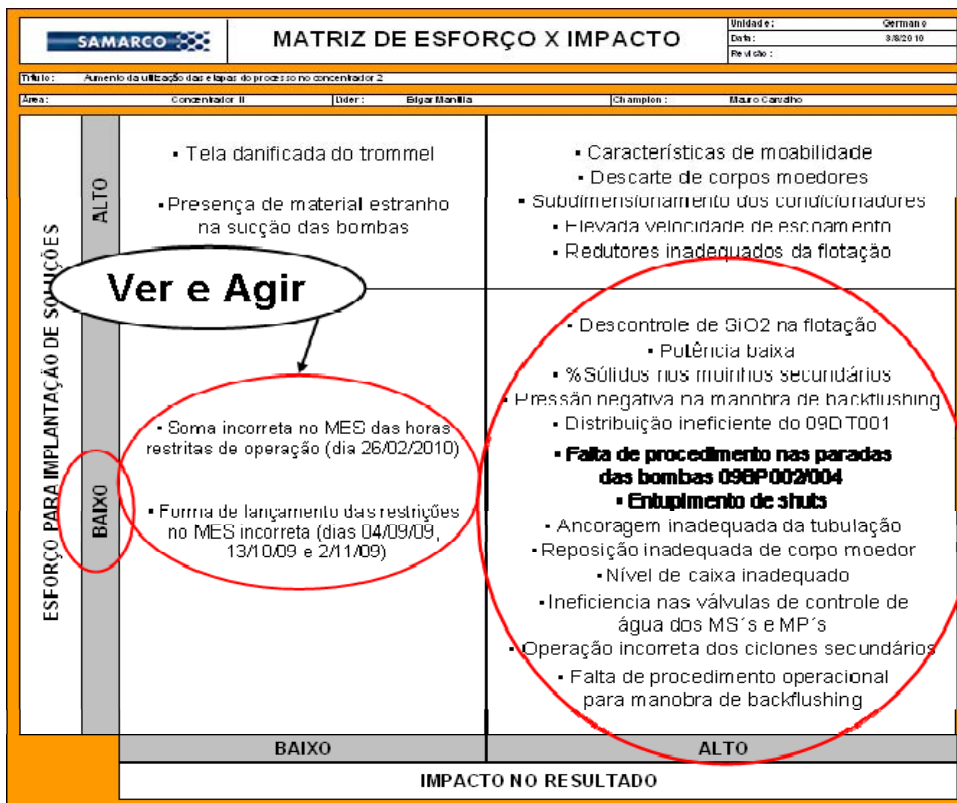 SAMARCO
MATRIZ DE ESFORÇO X IMPACTO
Unidade: Germano
Data: 3/8/2010
Revisão:
Título: Aumento da utilização das etapas do processo no concentrador 2
Área: Concentrador II Líder: Edgar Mantilla Champion: Mauro Carvalho
ESFORÇO PARA IMPLANTAÇÃO DE SOLUÇÕES
ALTO
▪ Tela danificada do trommel
▪ Presença de material estranho
na sucção das bombas
▪ Características de moabilidade
▪ Descarte de corpos moedores
▪ Subdimensionamento dos condicionadores
▪ Elevada velocidade de escoamento
▪ Redutores inadequados da flotação
Ver e Agir
BAIXO
▪ Soma incorreta no MES das horas
restritas de operação (dia 26/02/2010)
▪ Forma de lançamento das restrições
no MES incorreta (dias 04/09/09,
13/10/09 e 2/11/09)
▪ Descontrole de SiO2 na flotação
▪ Potência baixa
▪ %Sólidos nos moinhos secundários
▪ Pressão negativa na manobra de backflushing
▪ Distribuição ineficiente do 09DT001
▪ Falta de procedimento nas paradas
das bombas 09BP002/004
▪ Entupimento de shuts
▪ Ancoragem inadequada da tubulação
▪ Reposição inadequada de corpo moedor
▪ Nível de caixa inadequado
▪ Ineficiencia nas válvulas de controle de
água dos MS´s e MP´s
▪ Operação incorreta dos ciclones secundários
▪ Falta de procedimento operacional
para manobra de backflushing
BAIXO
ALTO
IMPACTO NO RESULTADO